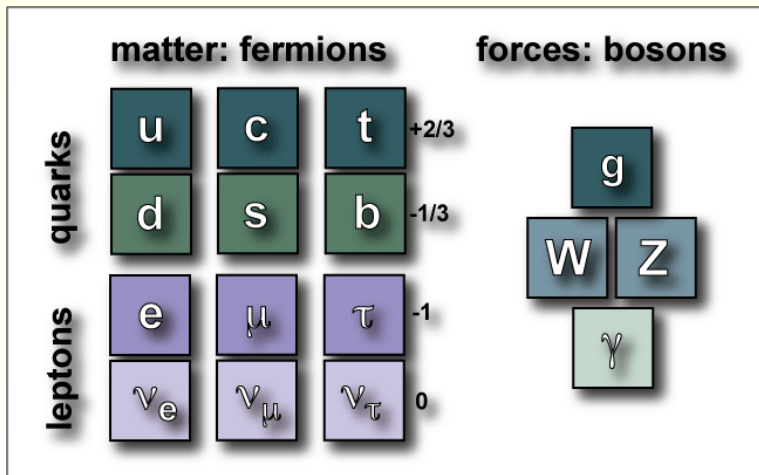 matter: fermions
forces: bosons
quarks
u c t +2/3
d s b -1/3
leptons
e μ τ -1
νe νμ ντ 0
g
W Z
γ